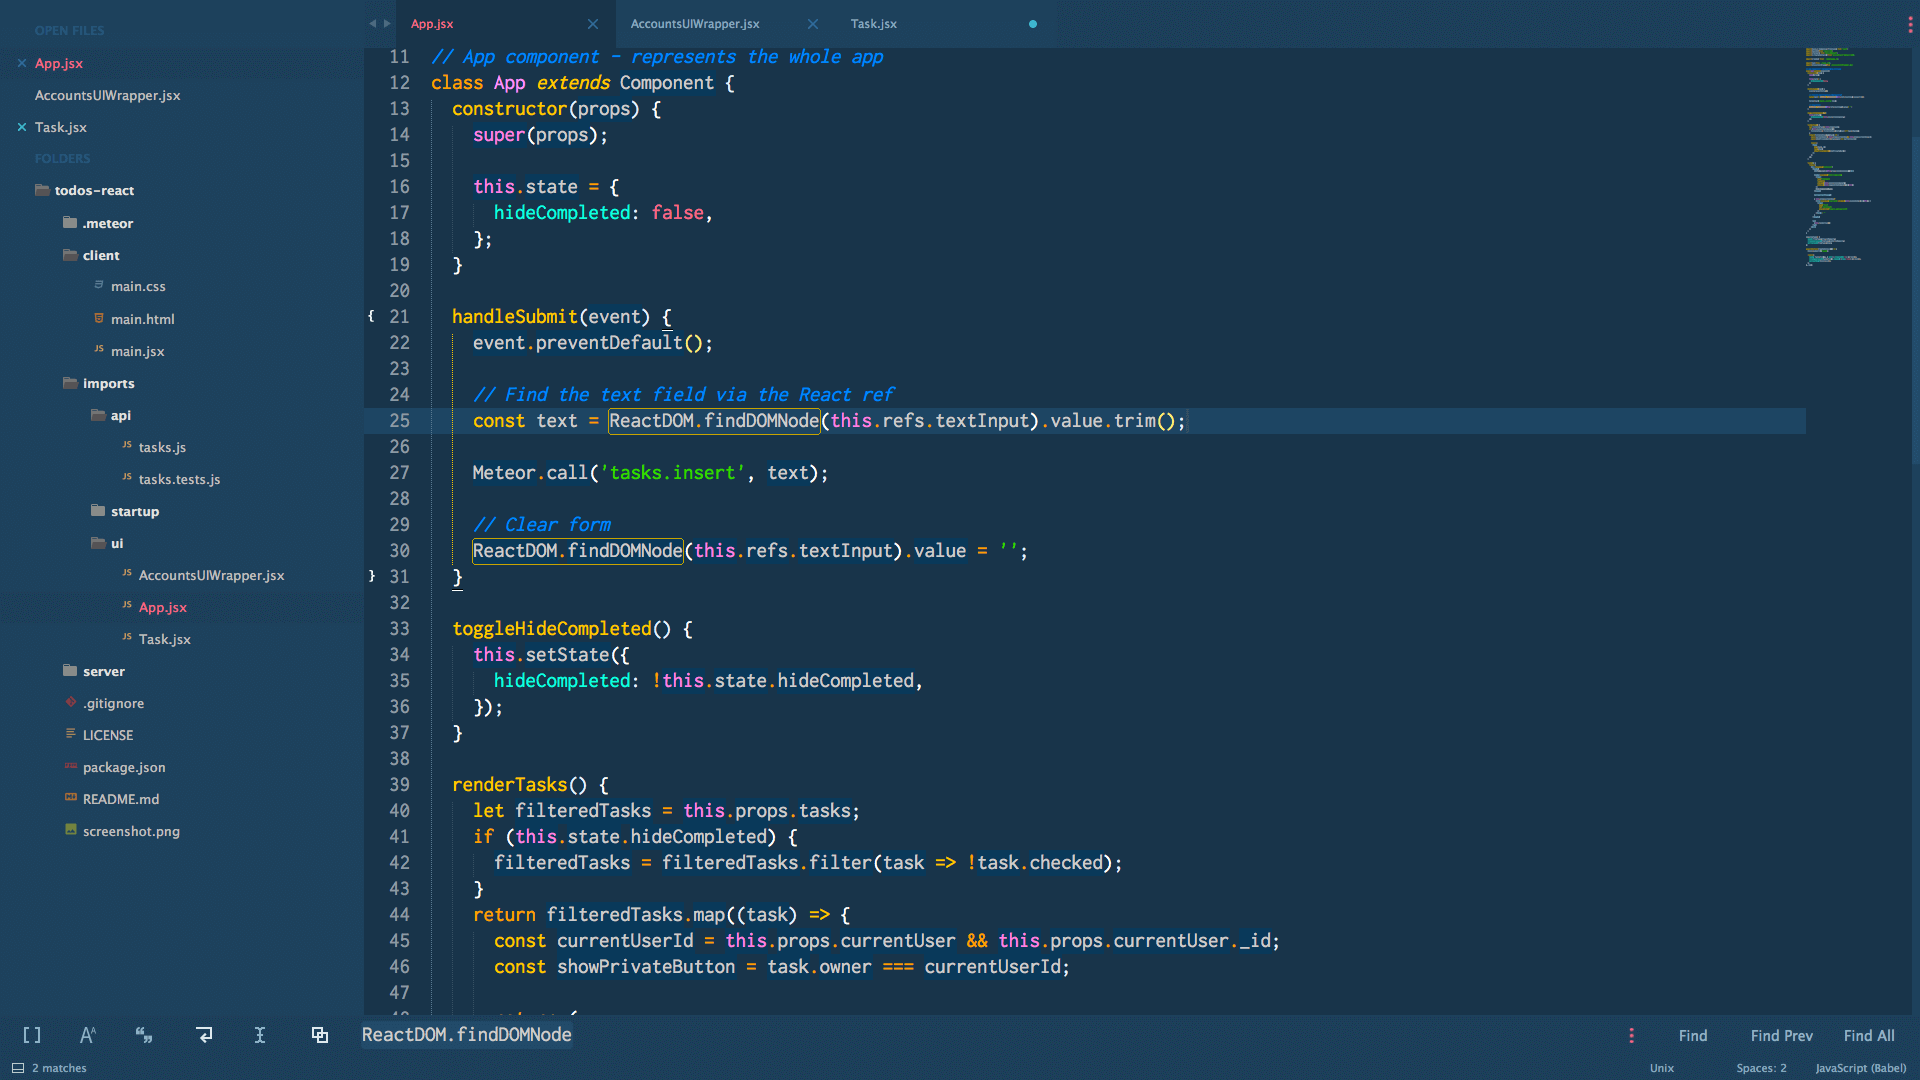 OPEN FILES
App.jsx
AccountsUIWrapper.jsx
Task.jsx
FOLDERS
todos-react
.meteor
client
main.css
main.html
JS main.jsx
imports
api
JS tasks.js
JS tasks.tests.js
startup
ui
JS AccountsUIWrapper.jsx
JS App.jsx
JS Task.jsx
server
.gitignore
LICENSE
package.json
README.md
screenshot.png
App.jsx
AccountsUIWrapper.jsx
Task.jsx
11 // App component - represents the whole app
12 class App extends Component {
13 constructor(props) {
14 super(props);
15
16 this.state = {
17 hideCompleted: false,
18 };
19 }
20
{ 21 handleSubmit(event) {
22 event.preventDefault();
23
24 // Find the text field via the React ref
25 const text = ReactDOM.findDOMNode(this.refs.textInput).value.trim();
26
27 Meteor.call('tasks.insert', text);
28
29 // Clear form
30 ReactDOM.findDOMNode(this.refs.textInput).value = '';
} 31 }
32
33 toggleHideCompleted() {
34 this.setState({
35 hideCompleted: !this.state.hideCompleted,
36 });
37 }
38
39 renderTasks() {
40 let filteredTasks = this.props.tasks;
41 if (this.state.hideCompleted) {
42 filteredTasks = filteredTasks.filter(task => !task.checked);
43 }
44 return filteredTasks.map((task) => {
45 const currentUserId = this.props.currentUser && this.props.currentUser._id;
46 const showPrivateButton = task.owner === currentUserId;
47
ReactDOM.findDOMNode
Find
Find Prev
Find All
2 matches
Unix
Spaces: 2
JavaScript (Babel)